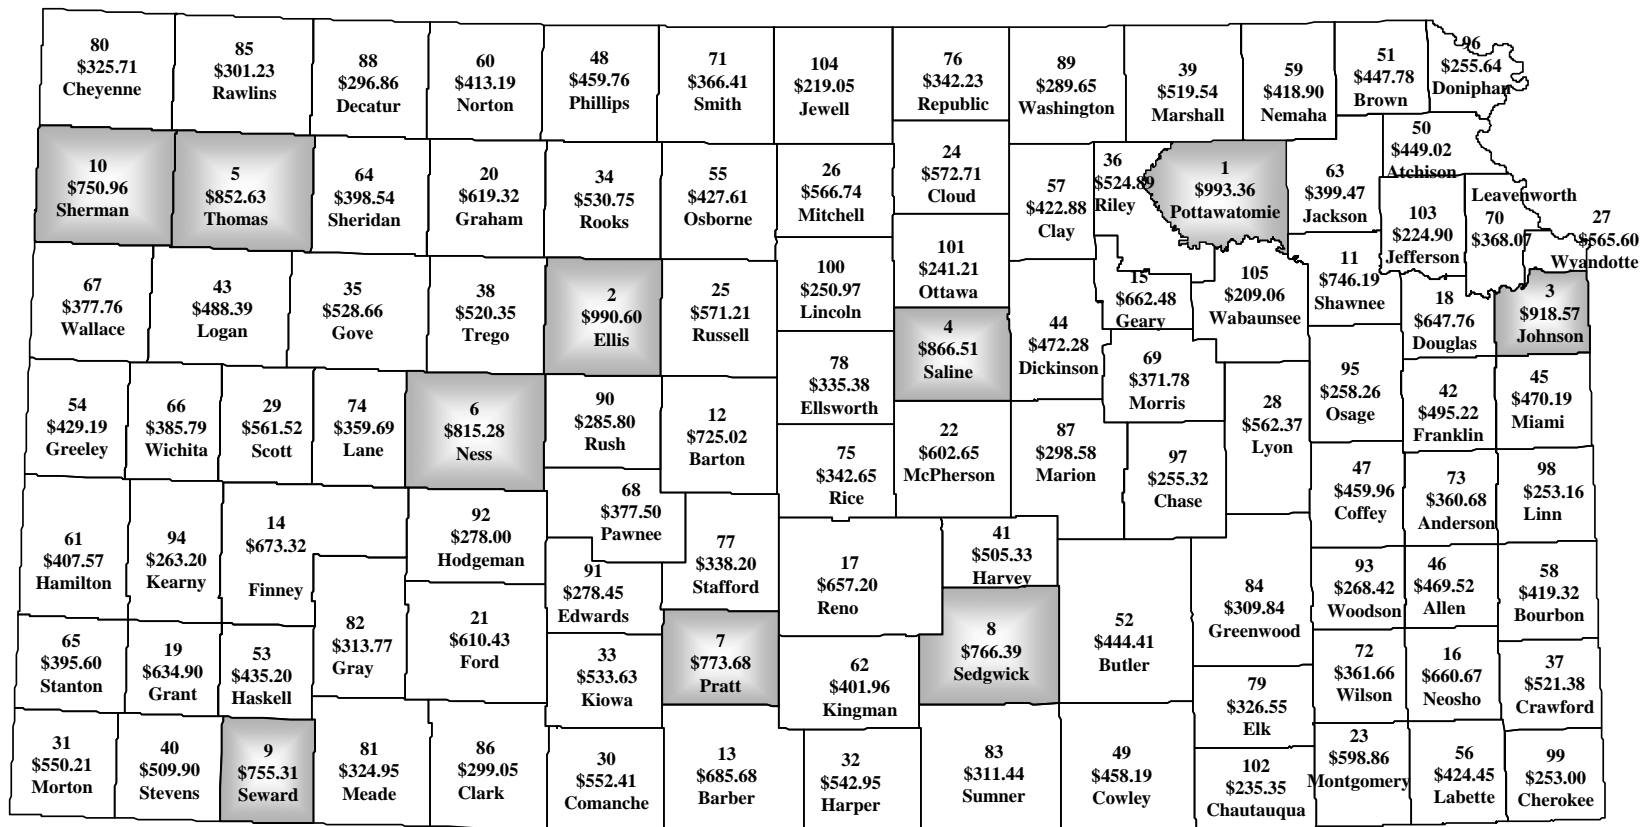 80
$325.71
Cheyenne
85
$301.23
Rawlins
88
$296.86
Decatur
60
$413.19
Norton
48
$459.76
Phillips
71
$366.41
Smith
104
$219.05
Jewell
76
$342.23
Republic
89
$289.65
Washington
39
$519.54
Marshall
59
$418.90
Nemaha
51
$447.78
Brown
96
$255.64
Doniphan
10
$750.96
Sherman
5
$852.63
Thomas
64
$398.54
Sheridan
20
$619.32
Graham
34
$530.75
Rooks
55
$427.61
Osborne
26
$566.74
Mitchell
24
$572.71
Cloud
57
$422.88
Clay
36
$524.89
Riley
1
$993.36
Pottawatomie
63
$399.47
Jackson
50
$449.02
Atchison
103
$224.90
Jefferson
Leavenworth
70
$368.07
27
$565.60
Wyandotte
67
$377.76
Wallace
43
$488.39
Logan
35
$528.66
Gove
38
$520.35
Trego
2
$990.60
Ellis
25
$571.21
Russell
100
$250.97
Lincoln
101
$241.21
Ottawa
4
$866.51
Saline
44
$472.28
Dickinson
15
$662.48
Geary
105
$209.06
Wabaunsee
11
$746.19
Shawnee
18
$647.76
Douglas
3
$918.57
Johnson
54
$429.19
Greeley
66
$385.79
Wichita
29
$561.52
Scott
74
$359.69
Lane
6
$815.28
Ness
90
$285.80
Rush
12
$725.02
Barton
78
$335.38
Ellsworth
75
$342.65
Rice
22
$602.65
McPherson
87
$298.58
Marion
69
$371.78
Morris
97
$255.32
Chase
28
$562.37
Lyon
95
$258.26
Osage
42
$495.22
Franklin
45
$470.19
Miami
61
$407.57
Hamilton
94
$263.20
Kearny
14
$673.32
Finney
92
$278.00
Hodgeman
68
$377.50
Pawnee
77
$338.20
Stafford
17
$657.20
Reno
41
$505.33
Harvey
47
$459.96
Coffey
73
$360.68
Anderson
98
$253.16
Linn
65
$395.60
Stanton
19
$634.90
Grant
53
$435.20
Haskell
82
$313.77
Gray
21
$610.43
Ford
91
$278.45
Edwards
33
$533.63
Kiowa
7
$773.68
Pratt
62
$401.96
Kingman
8
$766.39
Sedgwick
52
$444.41
Butler
84
$309.84
Greenwood
93
$268.42
Woodson
46
$469.52
Allen
58
$419.32
Bourbon
72
$361.66
Wilson
16
$660.67
Neosho
37
$521.38
Crawford
31
$550.21
Morton
40
$509.90
Stevens
9
$755.31
Seward
81
$324.95
Meade
86
$299.05
Clark
30
$552.41
Comanche
13
$685.68
Barber
32
$542.95
Harper
83
$311.44
Sumner
49
$458.19
Cowley
79
$326.55
Elk
102
$235.35
Chautauqua
23
$598.86
Montgomery
56
$424.45
Labette
99
$253.00
Cherokee